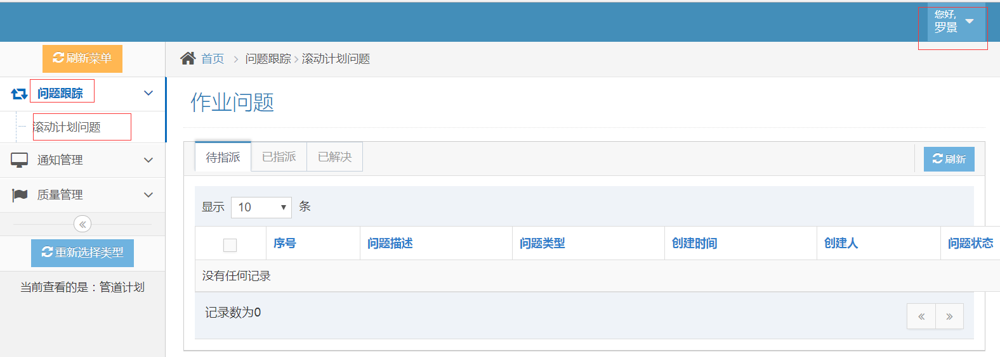 您好,
罗景
刷新菜单
首页 > 问题跟踪 > 滚动计划问题
问题跟踪
滚动计划问题
通知管理
质量管理
重新选择类型
当前查看的是：管道计划
作业问题
待指派 已指派 已解决
刷新
显示 10 条
序号 问题描述 问题类型 创建时间 创建人 问题状态
没有任何记录
记录数为0
« »